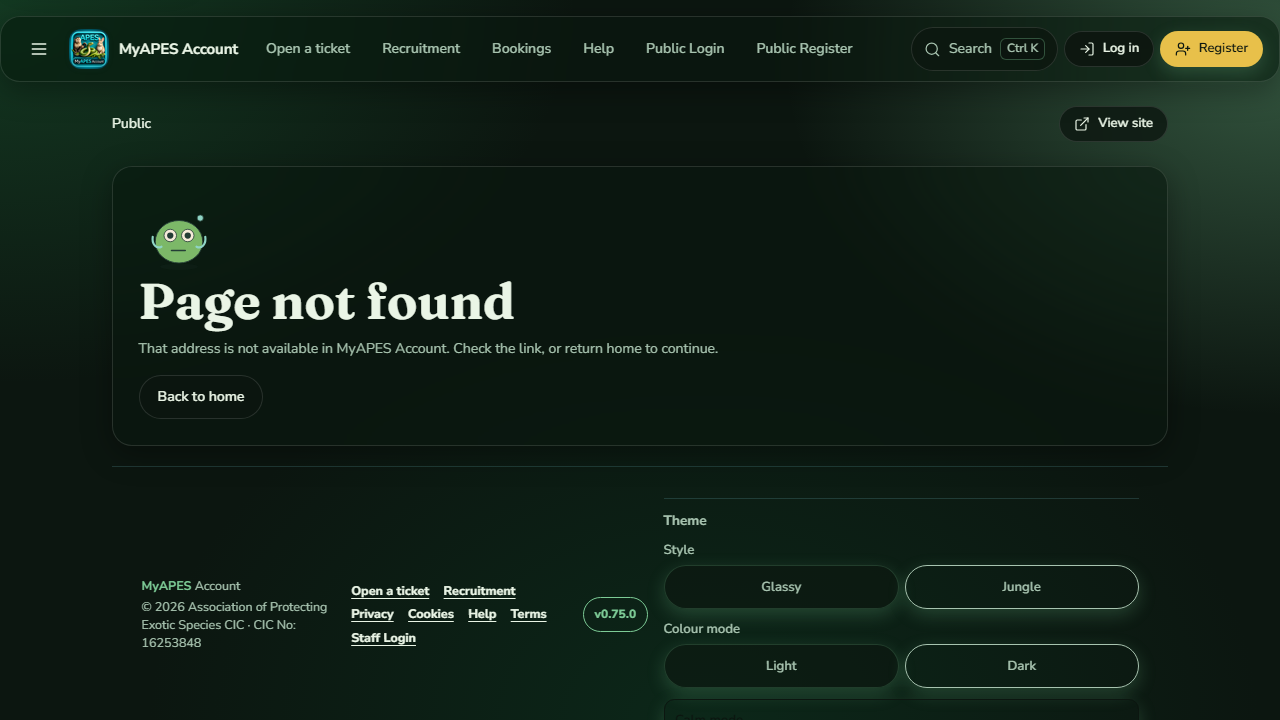 MyAPES Account
Open a ticket
Recruitment
Bookings
Help
Public Login
Public Register
Search
Ctrl K
Log in
Register
Public
View site
Page not found
That address is not available in MyAPES Account. Check the link, or return home to continue.
Back to home
MyAPES Account
© 2026 Association of Protecting
Exotic Species CIC · CIC No:
16253848
Open a ticket
Recruitment
Privacy
Cookies
Help
Terms
Staff Login
v0.75.0
Theme
Style
Glassy
Jungle
Colour mode
Light
Dark